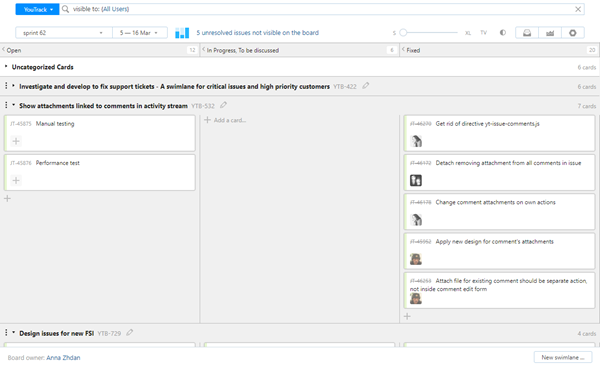 YouTrack
visible to: (All Users)
sprint 62
5 — 16 Mar
5 unresolved issues not visible on the board
S
XL
TV
Open
12
In Progress, To be discussed
6
Fixed
20
Uncategorized Cards
6 cards
Investigate and develop to fix support tickets - A swimlane for critical issues and high priority customers YTB-422
6 cards
Show attachments linked to comments in activity stream YTB-532
7 cards
JT-45875 Manual testing
JT-45876 Performance test
Add a card...
Get rid of directive yt-issue-comments.js
Detach removing attachment from all comments in issue
JT-46178 Change comment attachments on own actions
JT-45952 Apply new design for comment's attachments
JT-46263 Attach file for existing comment should be separate action,
not inside comment edit form
Design issues for new FSI YTB-729
4 cards
Board owner: Anna Zhdan
New swimlane ...